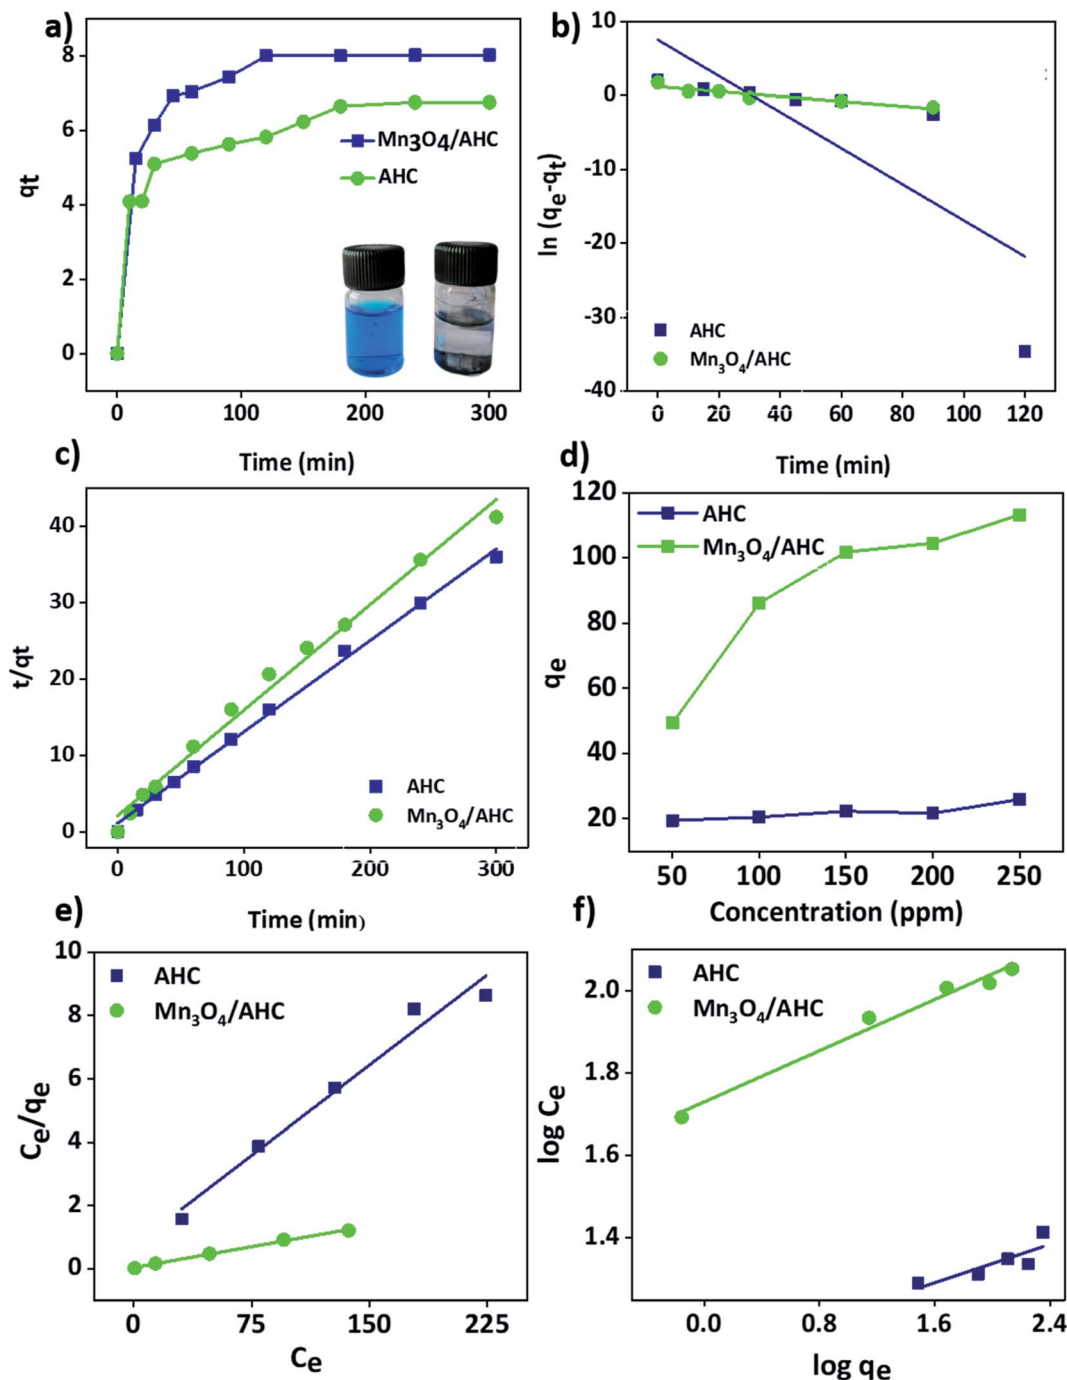 a)
8
6
4
2
0
qt
Mn3O4/AHC
AHC
0 100 200 300
Time (min)
b)
10
0
-10
-20
-30
-40
ln (qe-qt)
AHC
Mn3O4/AHC
0 20 40 60 80 100 120
Time (min)
c)
40
30
20
10
0
t/qt
AHC
Mn3O4/AHC
0 100 200 300
Time (min)
d)
120
100
80
60
40
20
qe
AHC
Mn3O4/AHC
50 100 150 200 250
Concentration (ppm)
e)
10
8
6
4
2
0
Ce/qe
AHC
Mn3O4/AHC
0 75 150 225
Ce
f)
2.0
1.8
1.6
1.4
log Ce
AHC
Mn3O4/AHC
0.0 0.8 1.6 2.4
log qe